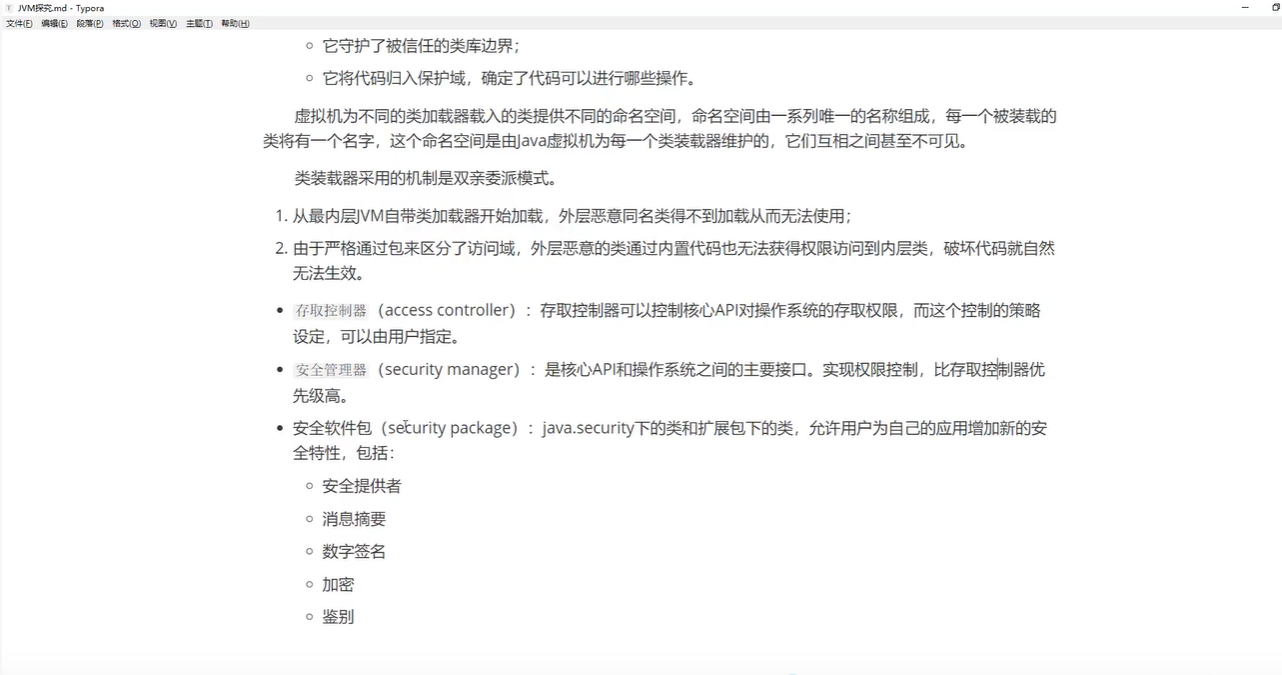 JVM探究.md - Typora
文件(F) 编辑(E) 段落(P) 格式(O) 视图(V) 主题(T) 帮助(H)
它守护了被信任的类库边界；
它将代码归入保护域，确定了代码可以进行哪些操作。
虚拟机为不同的类加载器载入的类提供不同的命名空间，命名空间由一系列唯一的名称组成，每一个被装载的
类将有一个名字，这个命名空间是由Java虚拟机为每一个类装载器维护的，它们互相之间甚至不可见。
类装载器采用的机制是双亲委派模式。
1. 从最内层JVM自带类加载器开始加载，外层恶意同名类得不到加载从而无法使用；
2. 由于严格通过包来区分了访问域，外层恶意的类通过内置代码也无法获得权限访问到内层类，破坏代码就自然
无法生效。
存取控制器（access controller）：存取控制器可以控制核心API对操作系统的存取权限，而这个控制的策略
设定，可以由用户指定。
安全管理器（security manager）：是核心API和操作系统之间的主要接口。实现权限控制，比存取控制器优
先级高。
安全软件包（security package）：java.security下的类和扩展包下的类，允许用户为自己的应用增加新的安
全特性，包括：
安全提供者
消息摘要
数字签名
加密
鉴别